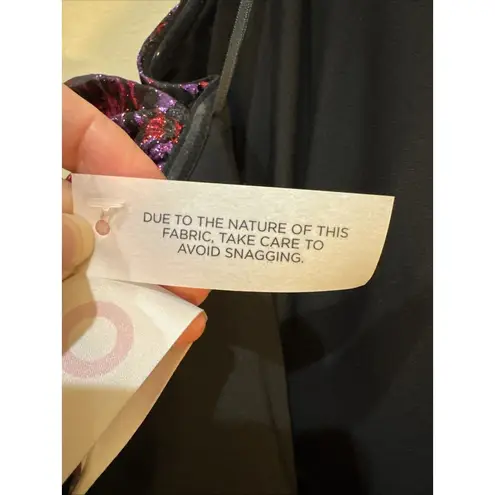 DUE TO THE NATURE OF THIS
FABRIC, TAKE CARE TO
AVOID SNAGGING.